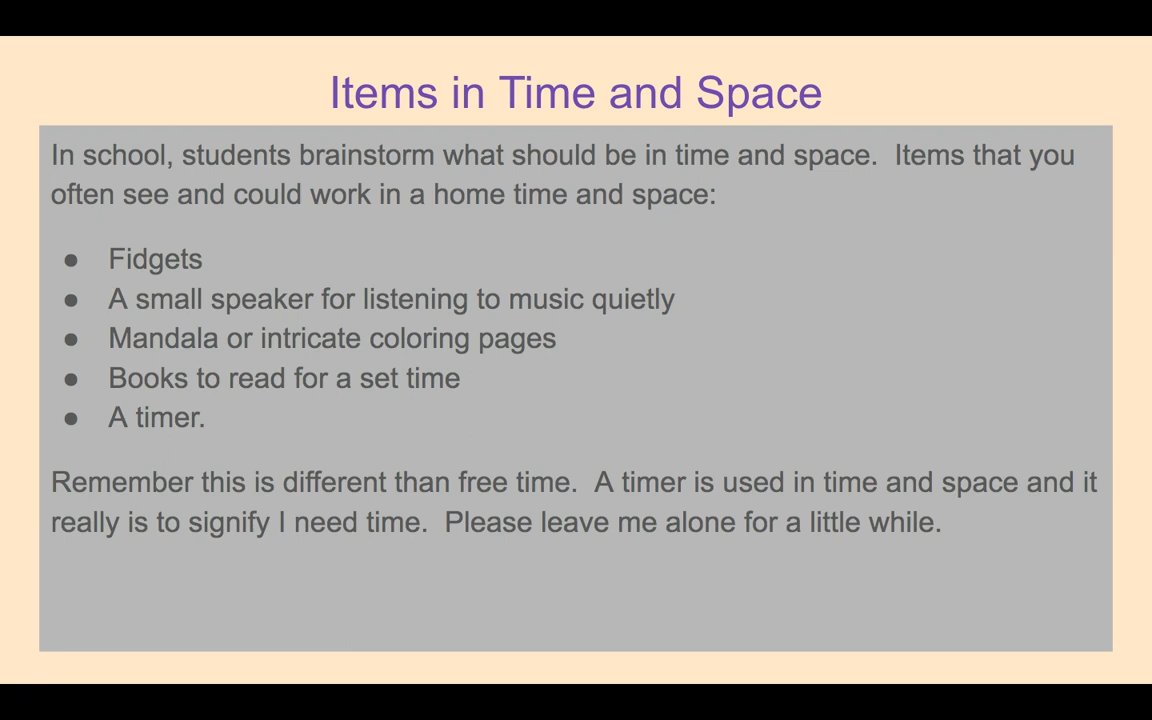 Items in Time and Space
In school, students brainstorm what should be in time and space.  Items that you
often see and could work in a home time and space:
● Fidgets
● A small speaker for listening to music quietly
● Mandala or intricate coloring pages
● Books to read for a set time
● A timer.
Remember this is different than free time.  A timer is used in time and space and it
really is to signify I need time.  Please leave me alone for a little while.